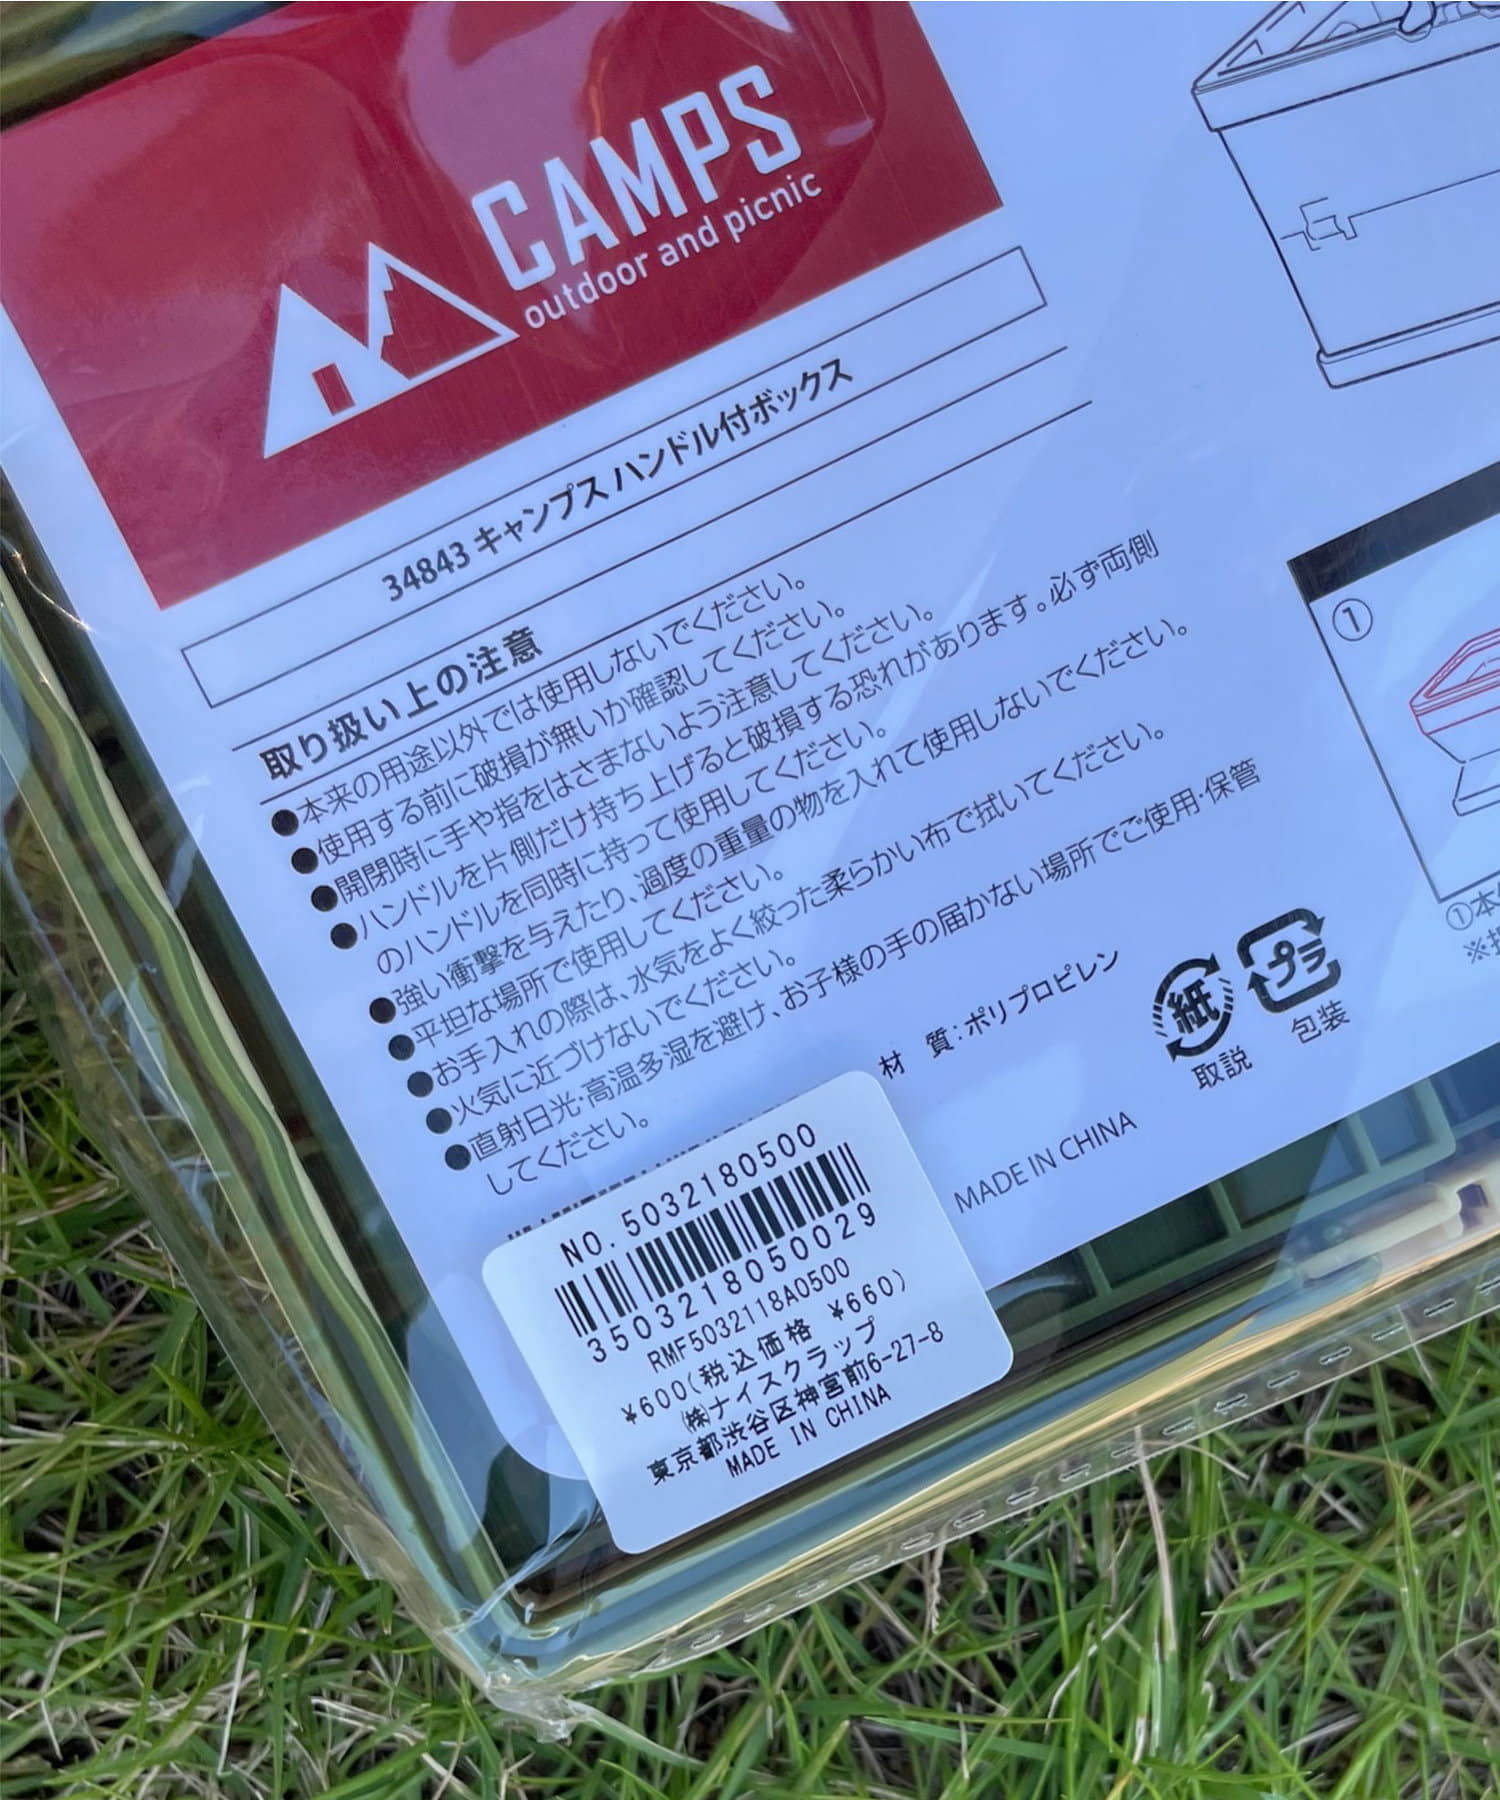 CAMPS
outdoor and picnic
34843 キャンプス ハンドル付ボックス
取り扱い上の注意
●本来の用途以外では使用しないでください。
●使用する前に破損が無いか確認してください。
●開閉時に手や指をはさまないよう注意してください。
●ハンドルを片側だけ持ち上げると破損する恐れがあります。必ず両側
のハンドルを同時に持って使用してください。
●強い衝撃を与えたり、過度の重量の物を入れて使用しないでください。
●平坦な場所で使用してください。
●お手入れの際は、水気をよく絞った柔らかい布で拭いてください。
●火気に近づけないでください。
●直射日光・高温多湿を避け、お子様の手の届かない場所でご使用・保管
してください。
材 質：ポリプロピレン
紙
取説
プラ
包装
MADE IN CHINA
NO. 5032180500
3503218050029
RMF5032118A0500
¥600(税込価格 ¥660)
㈱ナイスクラップ
東京都渋谷区神宮前6-27-8
MADE IN CHINA
①
①本